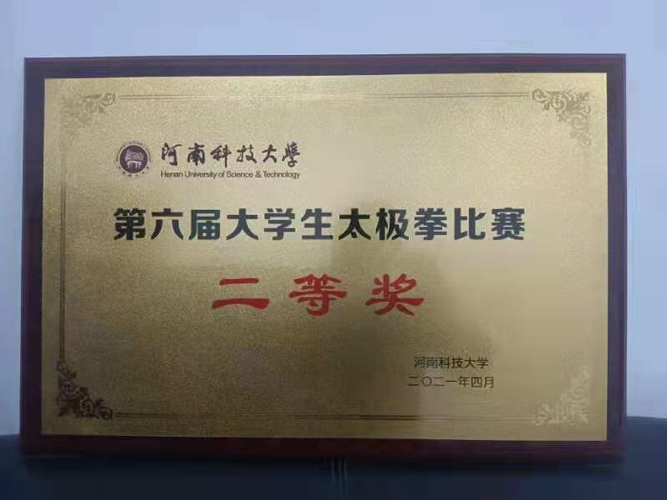 河南科技大學
Henan University of Science & Technology
第六届大学生太极拳比赛
二等奖
河南科技大学
二〇二一年四月